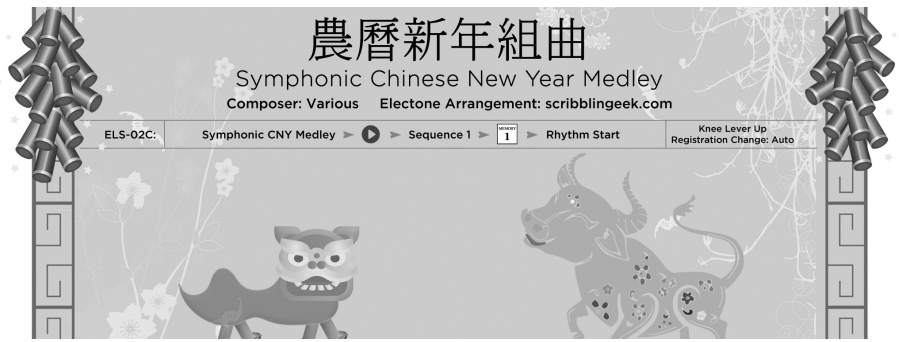 農曆新年組曲
Symphonic Chinese New Year Medley
Composer: Various Electone Arrangement: scribblingeek.com
ELS-02C: Symphonic CNY Medley ➤ ▶ ➤ Sequence 1 ➤ MEMORY 1 ➤ Rhythm Start
Knee Lever Up
Registration Change: Auto